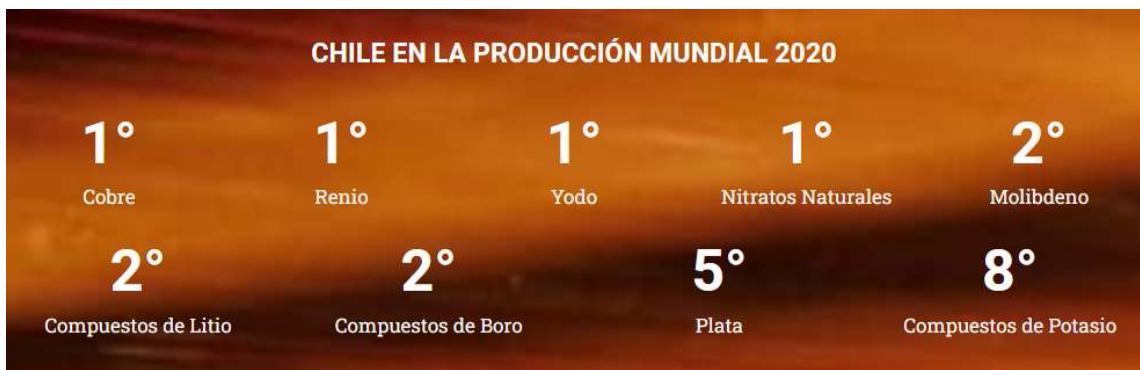 CHILE EN LA PRODUCCIÓN MUNDIAL 2020
1° 1° 1° 1° 2°
Cobre Renio Yodo Nitratos Naturales Molibdeno
2° 2° 5° 8°
Compuestos de Litio Compuestos de Boro Plata Compuestos de Potasio